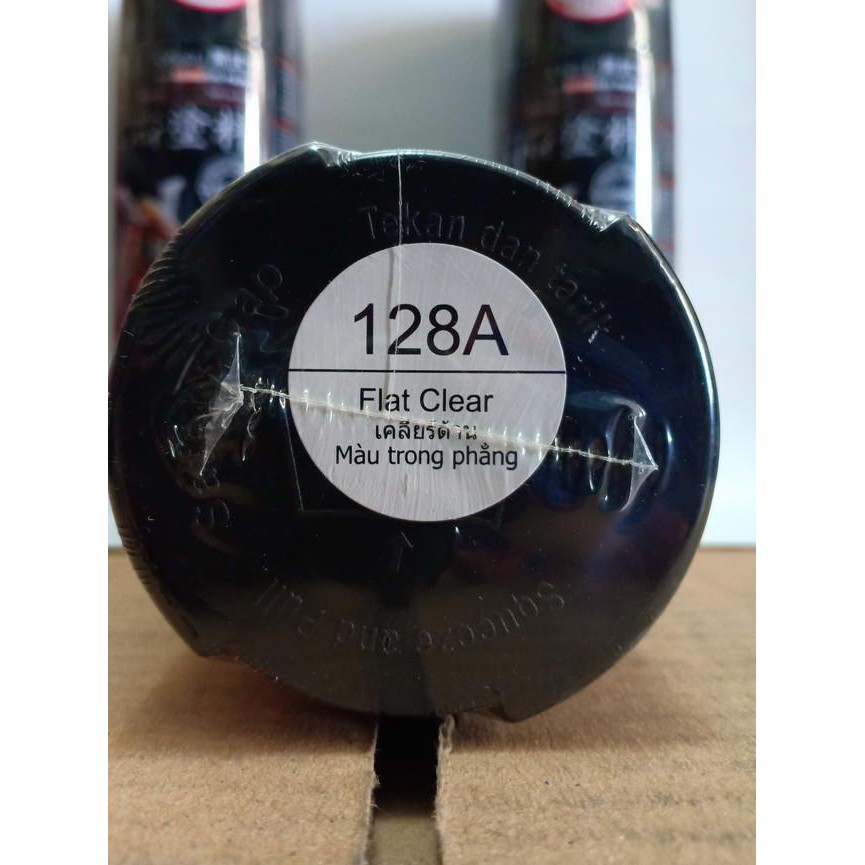 Tekan dan tarik
128A
Flat Clear
เคลียร์ด้าน
Màu trong phẳng
Squeeze and Pull